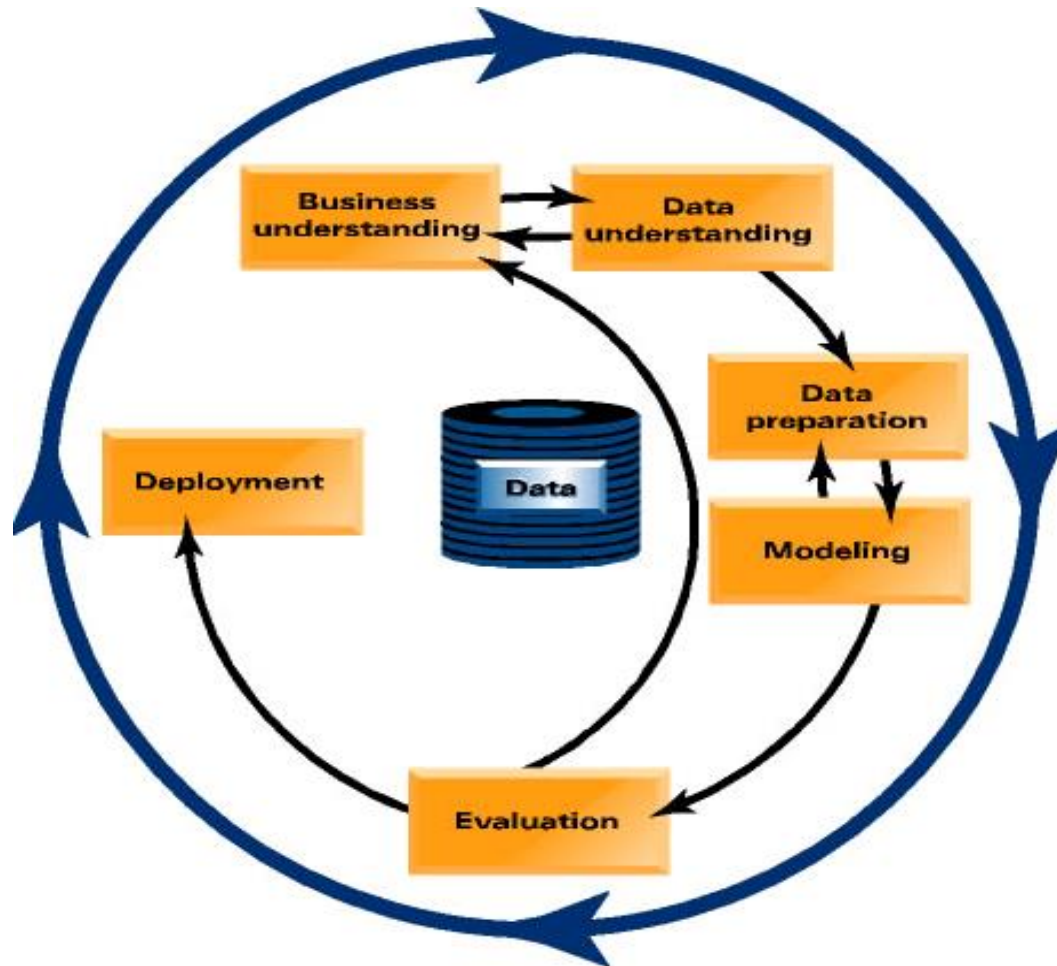 Business
understanding
Data
understanding
Data
preparation
Deployment
Data
Modeling
Evaluation